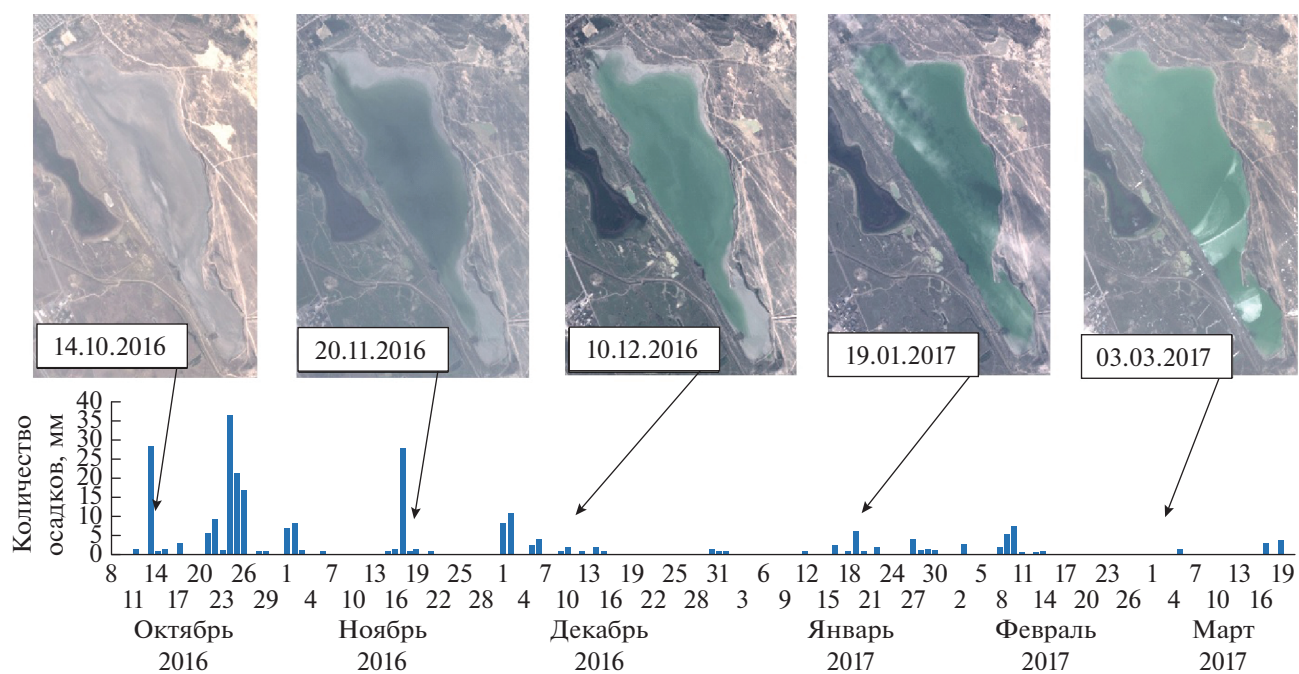 14.10.2016
20.11.2016
10.12.2016
19.01.2017
03.03.2017
Количество
осадков, мм
40
35
30
25
20
15
10
5
0
8 14 20 26 1 7 13 19 25 1 7 13 19 25 31 6 12 18 24 30 5 11 17 23 1 7 13 19
11 17 23 29 4 10 16 22 28 4 10 16 22 28 3 9 15 21 27 2 8 14 20 26 4 10 16
Октябрь Ноябрь Декабрь Январь Февраль Март
2016 2016 2016 2017 2017 2017